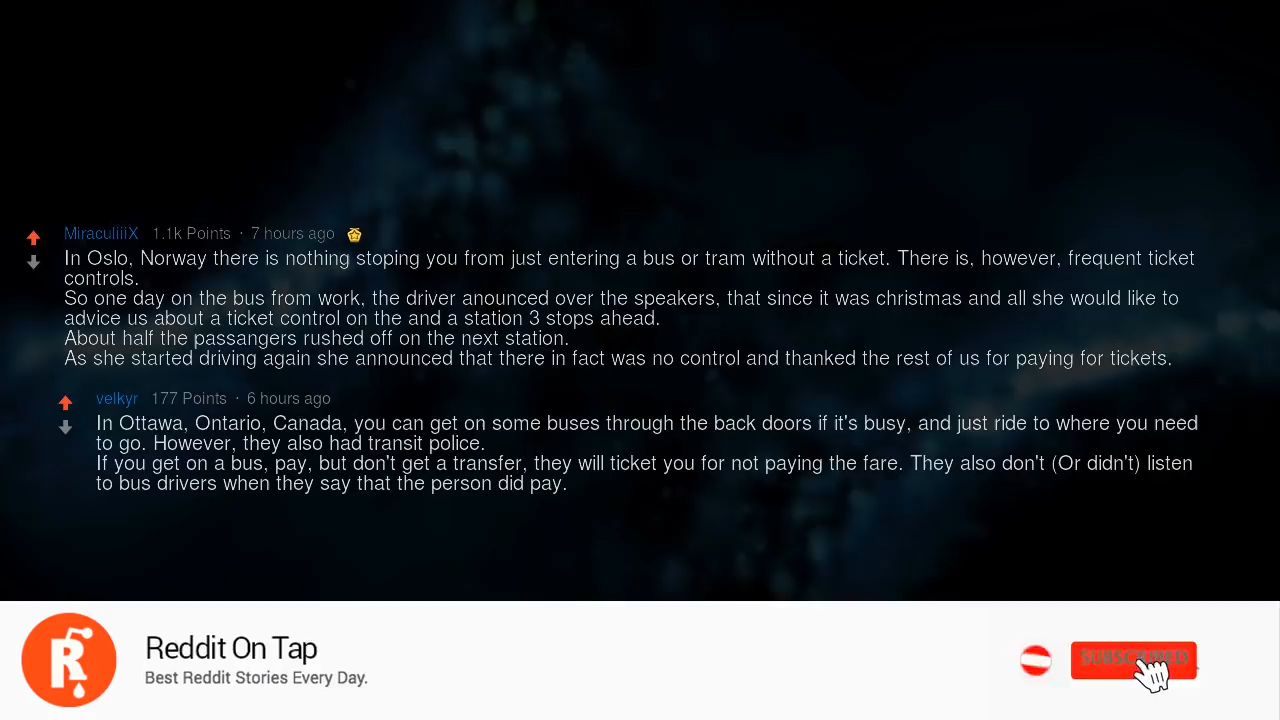 MiraculiiiX 1.1k Points · 7 hours ago
In Oslo, Norway there is nothing stoping you from just entering a bus or tram without a ticket. There is, however, frequent ticket
controls.
So one day on the bus from work, the driver anounced over the speakers, that since it was christmas and all she would like to
advice us about a ticket control on the and a station 3 stops ahead.
About half the passangers rushed off on the next station.
As she started driving again she announced that there in fact was no control and thanked the rest of us for paying for tickets.
velkyr 177 Points · 6 hours ago
In Ottawa, Ontario, Canada, you can get on some buses through the back doors if it's busy, and just ride to where you need
to go. However, they also had transit police.
If you get on a bus, pay, but don't get a transfer, they will ticket you for not paying the fare. They also don't (Or didn't) listen
to bus drivers when they say that the person did pay.
Reddit On Tap
Best Reddit Stories Every Day.
SUBSCRIBED